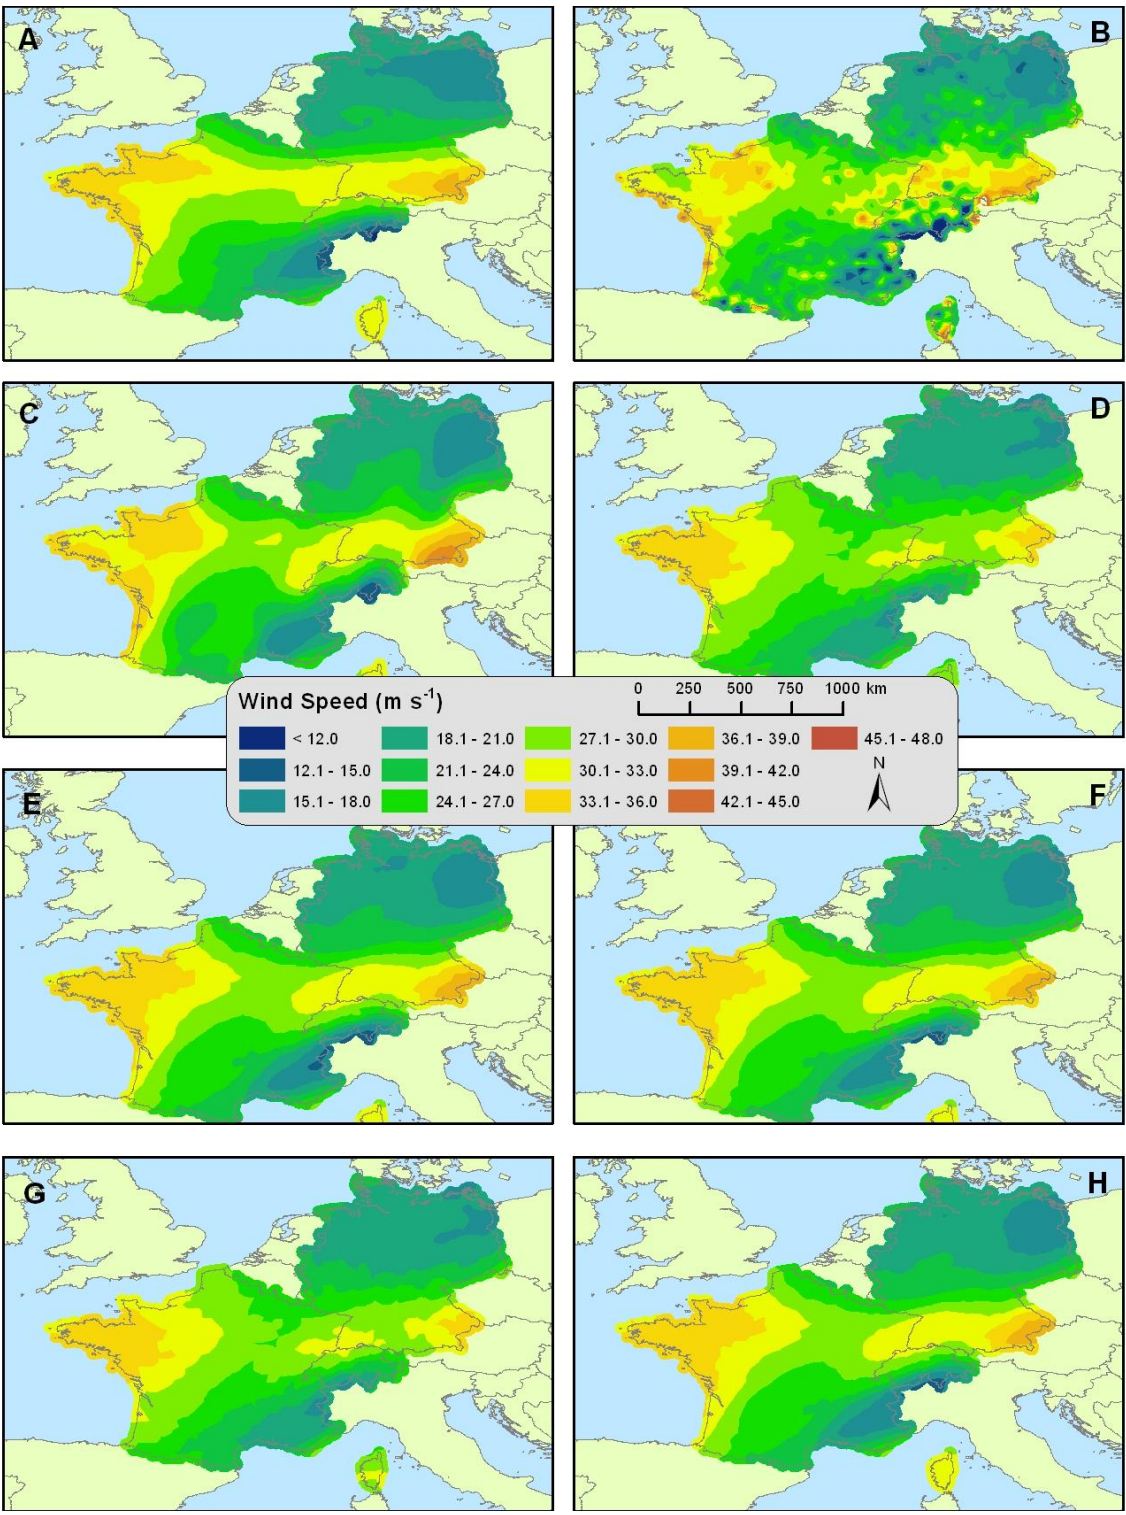 A
B
C
D
Wind Speed (m s-1)
0 250 500 750 1000 km
< 12.0 18.1 - 21.0 27.1 - 30.0 36.1 - 39.0 45.1 - 48.0
12.1 - 15.0 21.1 - 24.0 30.1 - 33.0 39.1 - 42.0 N
15.1 - 18.0 24.1 - 27.0 33.1 - 36.0 42.1 - 45.0
E
F
G
H